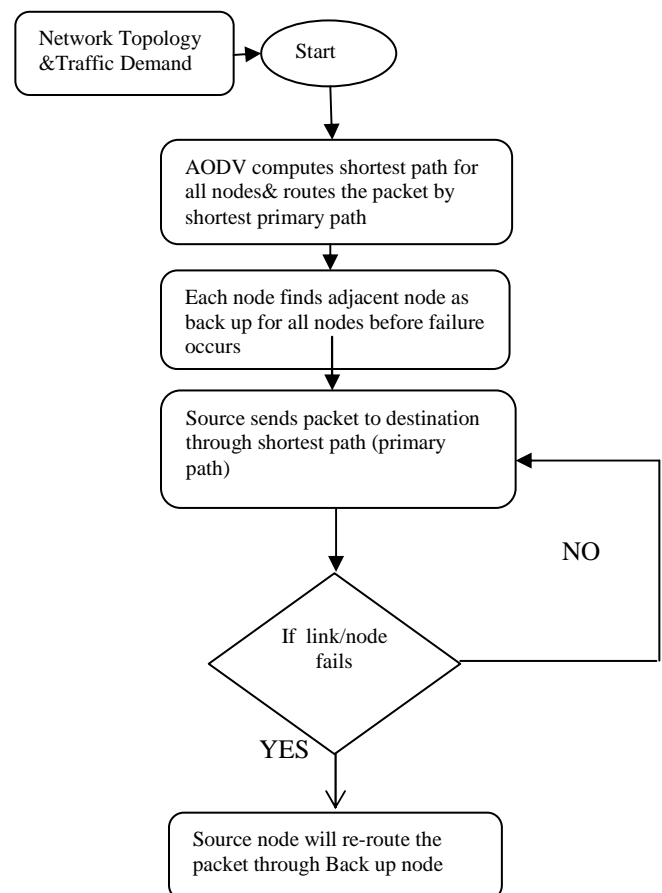 Network Topology
&Traffic Demand
Start
AODV computes shortest path for
all nodes& routes the packet by
shortest primary path
Each node finds adjacent node as
back up for all nodes before failure
occurs
Source sends packet to destination
through shortest path (primary
path)
NO
If link/node
fails
YES
Source node will re-route the
packet through Back up node